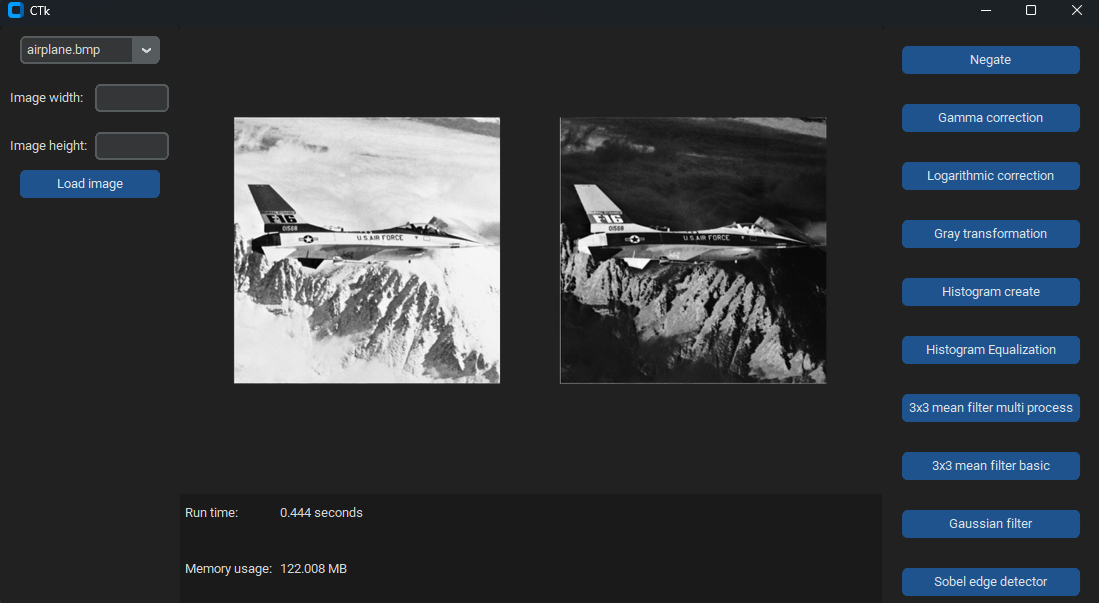 CTk
airplane.bmp
Image width:
Image height:
Load image
F-16
01568
U.S. AIR FORCE
F-16
01568
U.S. AIR FORCE
Run time: 0.444 seconds
Memory usage: 122.008 MB
Negate
Gamma correction
Logarithmic correction
Gray transformation
Histogram create
Histogram Equalization
3x3 mean filter multi process
3x3 mean filter basic
Gaussian filter
Sobel edge detector